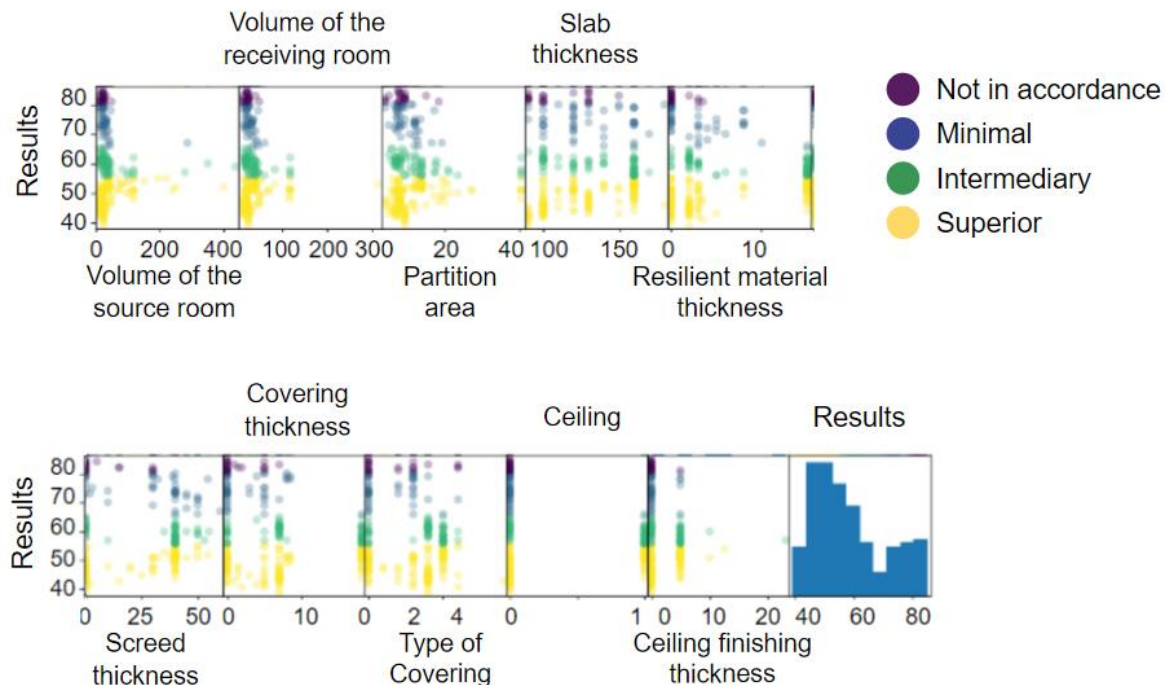 Volume of the
receiving room
Slab
thickness
Results
80
70
60
50
40
0 200 400 100 200 300 20 40 100 150 0 10
Volume of the
source room
Partition
area
Resilient material
thickness
Not in accordance
Minimal
Intermediary
Superior
Covering
thickness
Ceiling
Results
Results
80
70
60
50
40
0 25 50 0 10 0 2 4 0 1 0 10 20 40 60 80
Screed
thickness
Type of
Covering
Ceiling finishing
thickness